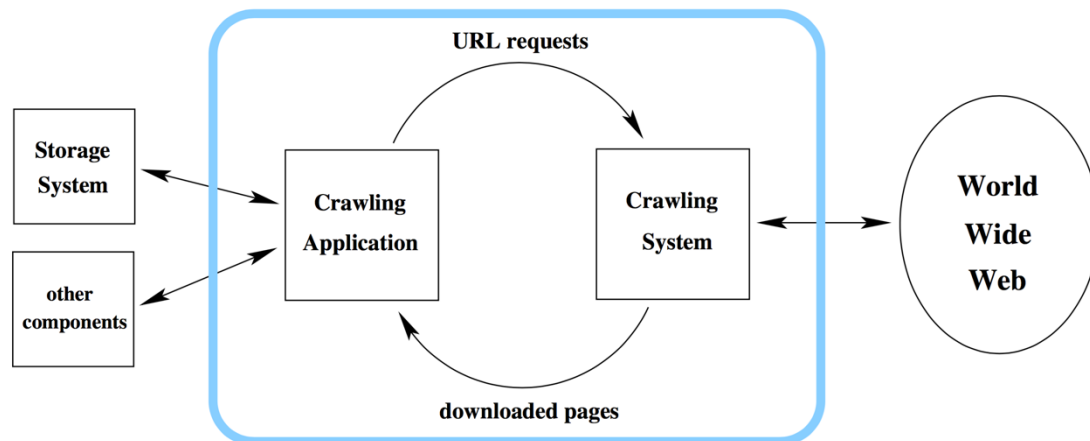 URL requests
Storage
System
Crawling
Application
Crawling
System
World
Wide
Web
other
components
downloaded pages